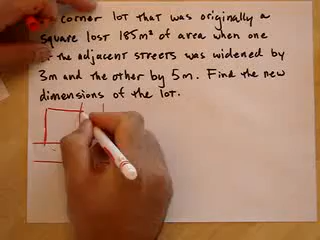 corner lot that was originally a
square lost 185m² of area when one
the adjacent streets was widened by
3m and the other by 5m. Find the new
dimensions of the lot.